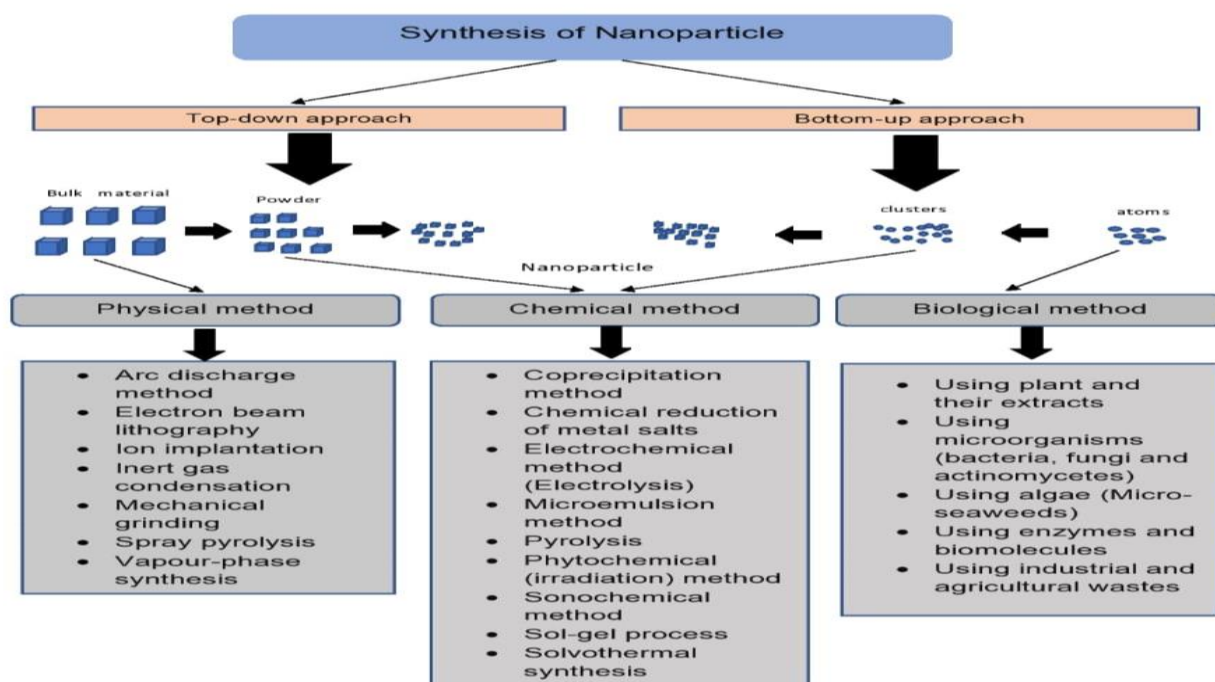 Synthesis of Nanoparticle
Top-down approach
Bottom-up approach
Bulk material
Powder
clusters
atoms
Nanoparticle
Physical method
Chemical method
Biological method
• Arc discharge
method
• Electron beam
lithography
• Ion implantation
• Inert gas
condensation
• Mechanical
grinding
• Spray pyrolysis
• Vapour-phase
synthesis
• Coprecipitation
method
• Chemical reduction
of metal salts
• Electrochemical
method
(Electrolysis)
• Microemulsion
method
• Pyrolysis
• Phytochemical
(irradiation) method
• Sonochemical
method
• Sol-gel process
• Solvothermal
synthesis
• Using plant and
their extracts
• Using
microorganisms
(bacteria, fungi and
actinomycetes)
• Using algae (Micro-
seaweeds)
• Using enzymes and
biomolecules
• Using industrial and
agricultural wastes